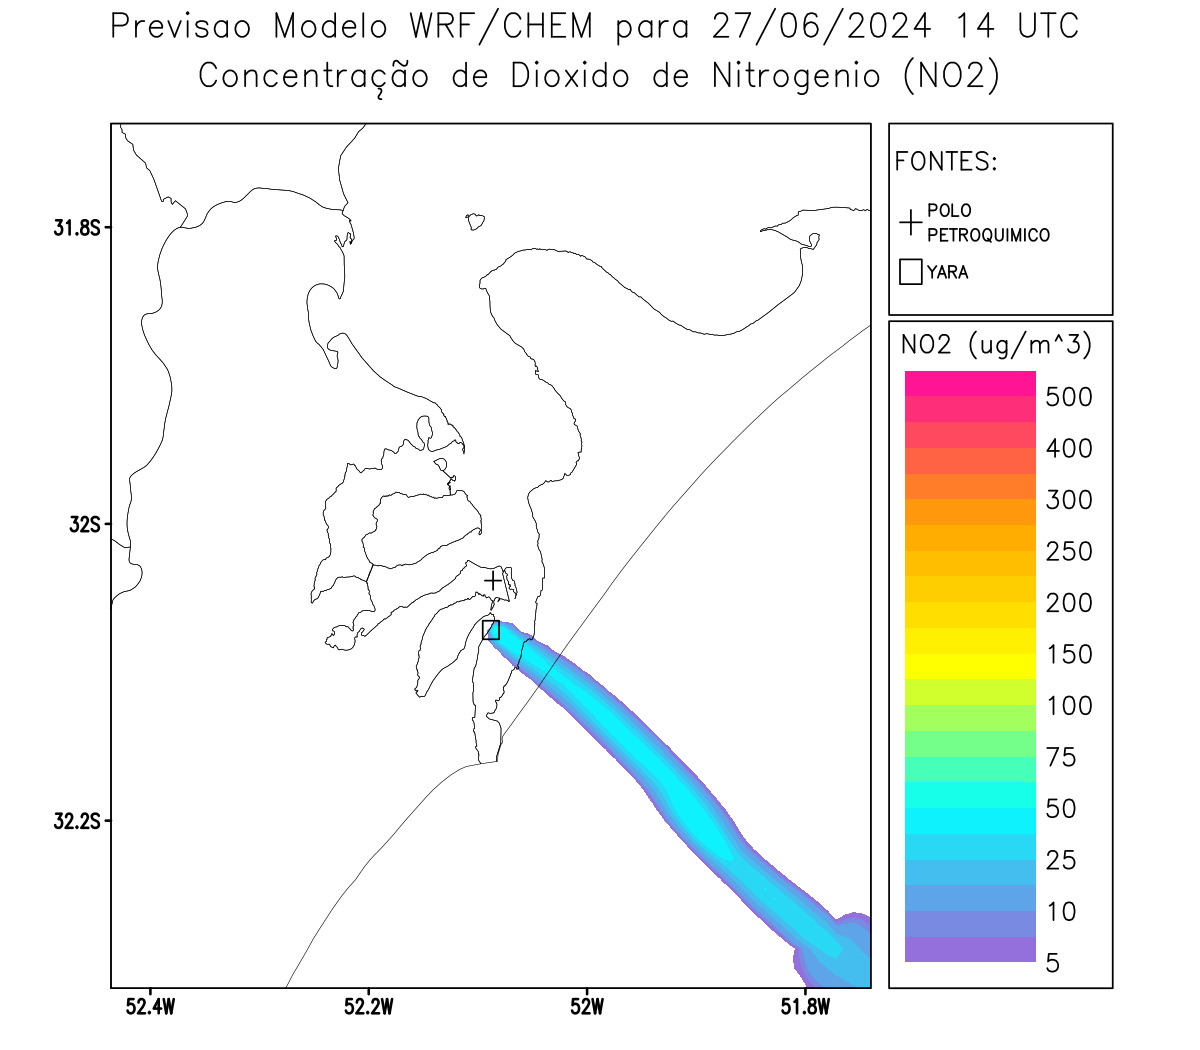 Previsao Modelo WRF/CHEM para 27/06/2024 14 UTC
Concentração de Dioxido de Nitrogenio (NO2)
FONTES:
POLO
PETROQUIMICO
YARA
NO2 (ug/m^3)
500
400
300
250
200
150
100
75
50
25
10
5
31.8S
32S
32.2S
52.4W
52.2W
52W
51.8W